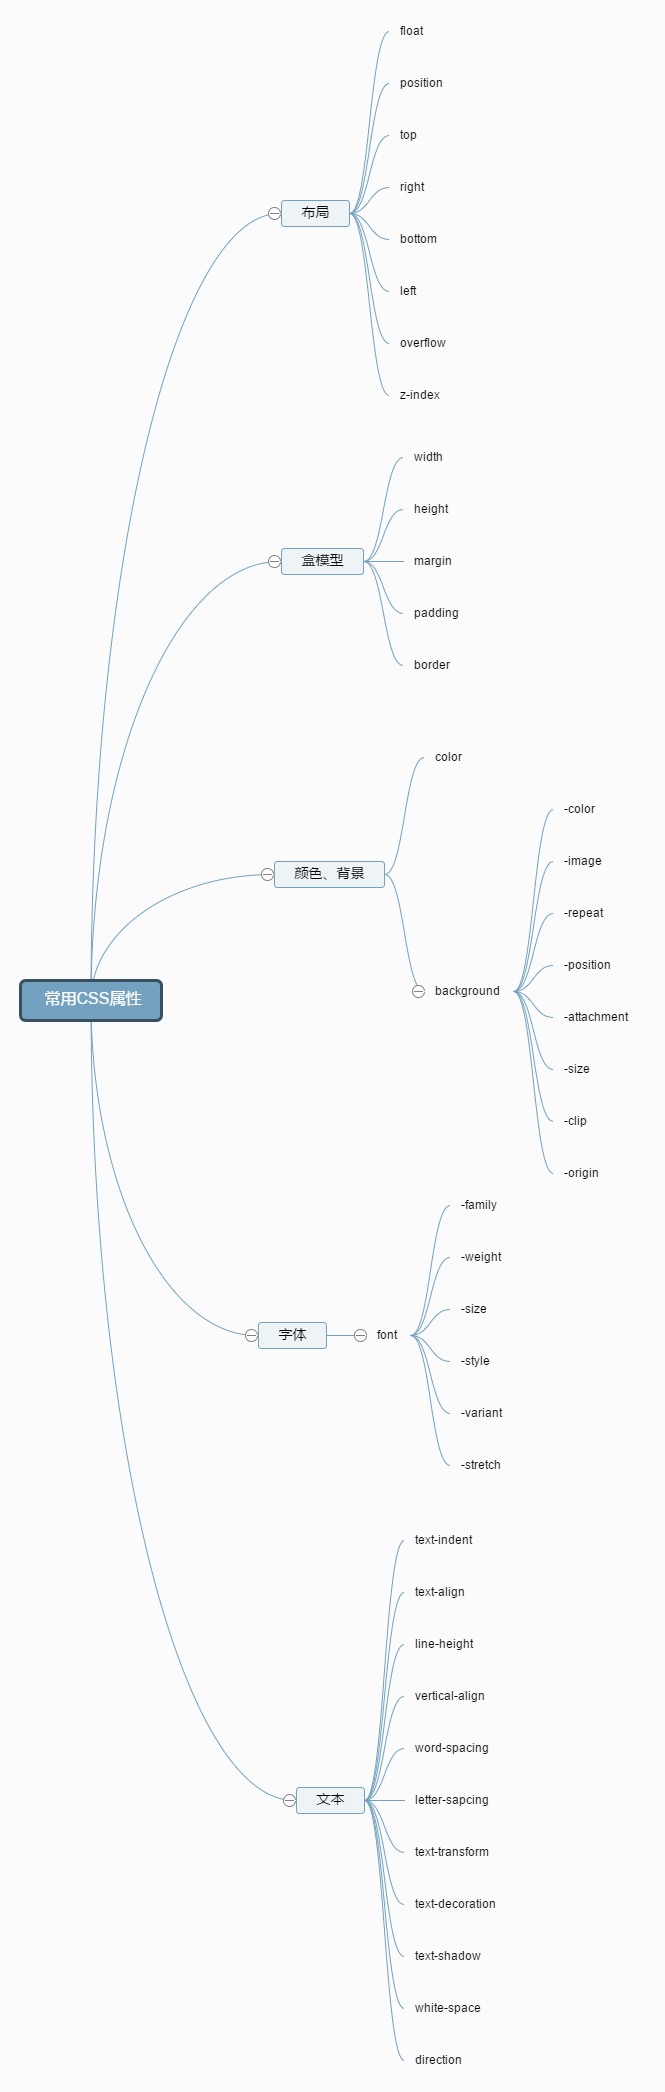 常用CSS属性
布局
float
position
top
right
bottom
left
overflow
z-index
盒模型
width
height
margin
padding
border
颜色、背景
color
background
-color
-image
-repeat
-position
-attachment
-size
-clip
-origin
字体
font
-family
-weight
-size
-style
-variant
-stretch
文本
text-indent
text-align
line-height
vertical-align
word-spacing
letter-sapcing
text-transform
text-decoration
text-shadow
white-space
direction